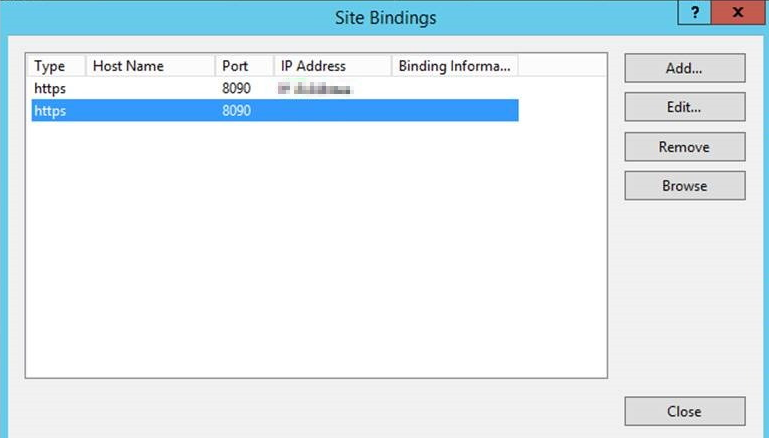 Site Bindings
?
x
Type Host Name Port IP Address Binding Informa...
https 8090
https 8090
Add...
Edit...
Remove
Browse
Close